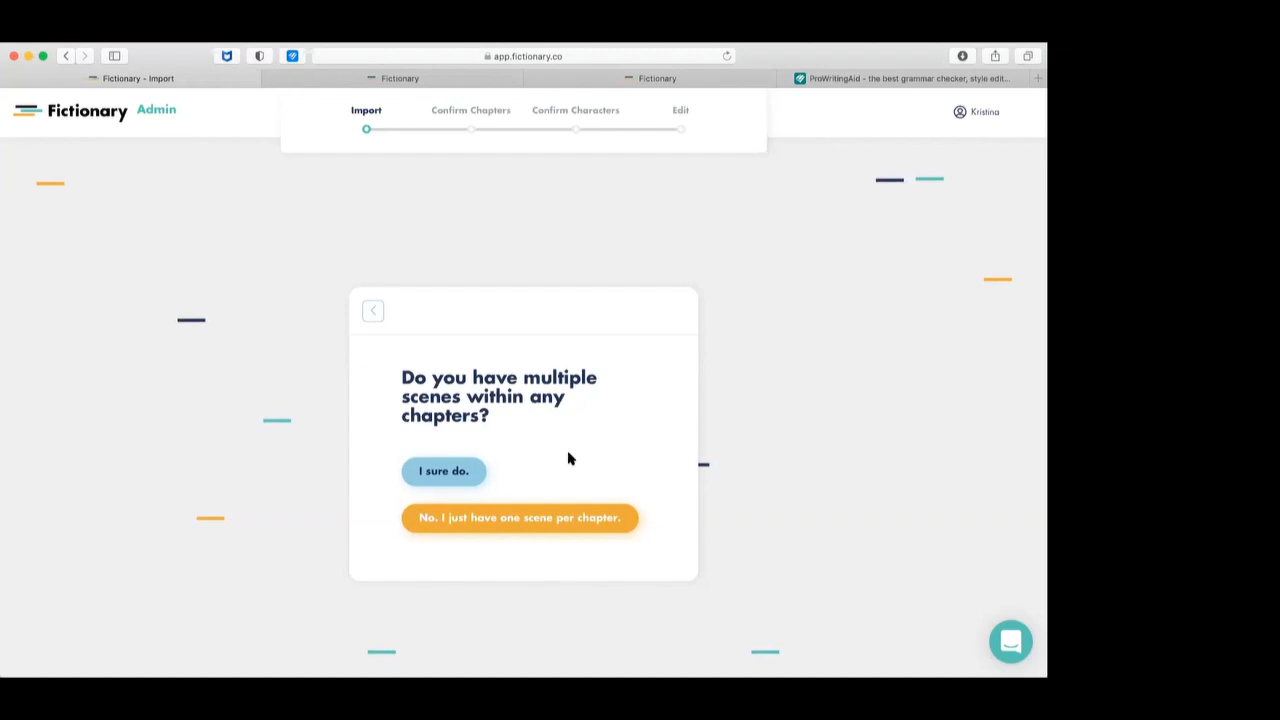 app.fictionary.co
Fictionary - Import
Fictionary
Fictionary
ProWritingAid - the best grammar checker, style edit...
Fictionary Admin
Import
Confirm Chapters
Confirm Characters
Edit
Kristina
Do you have multiple
scenes within any
chapters?
I sure do.
No. I just have one scene per chapter.